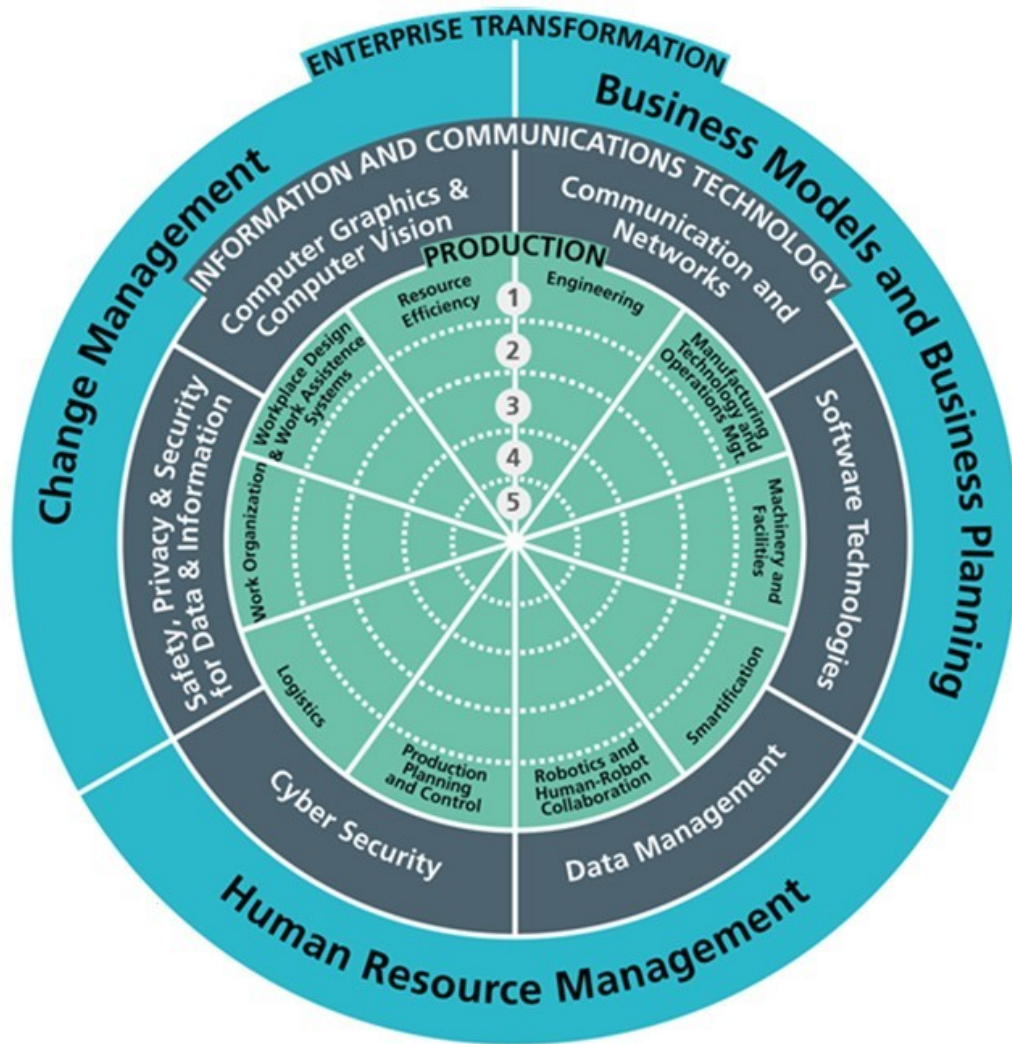 ENTERPRISE TRANSFORMATION
Business Models and Business Planning
Human Resource Management
Change Management
INFORMATION AND COMMUNICATIONS TECHNOLOGY
Communication and
Networks
Software Technologies
Data Management
Cyber Security
Safety, Privacy & Security
for Data & Information
Computer Graphics &
Computer Vision
PRODUCTION
Engineering
Manufacturing
Technology and
Operations Mgt.
Machinery and
Facilities
Smartification
Robotics and
Human-Robot
Collaboration
Production
Planning
and Control
Logistics
Work Organization
Workplace Design
& Work Assistence
Systems
Resource
Efficiency
1
2
3
4
5